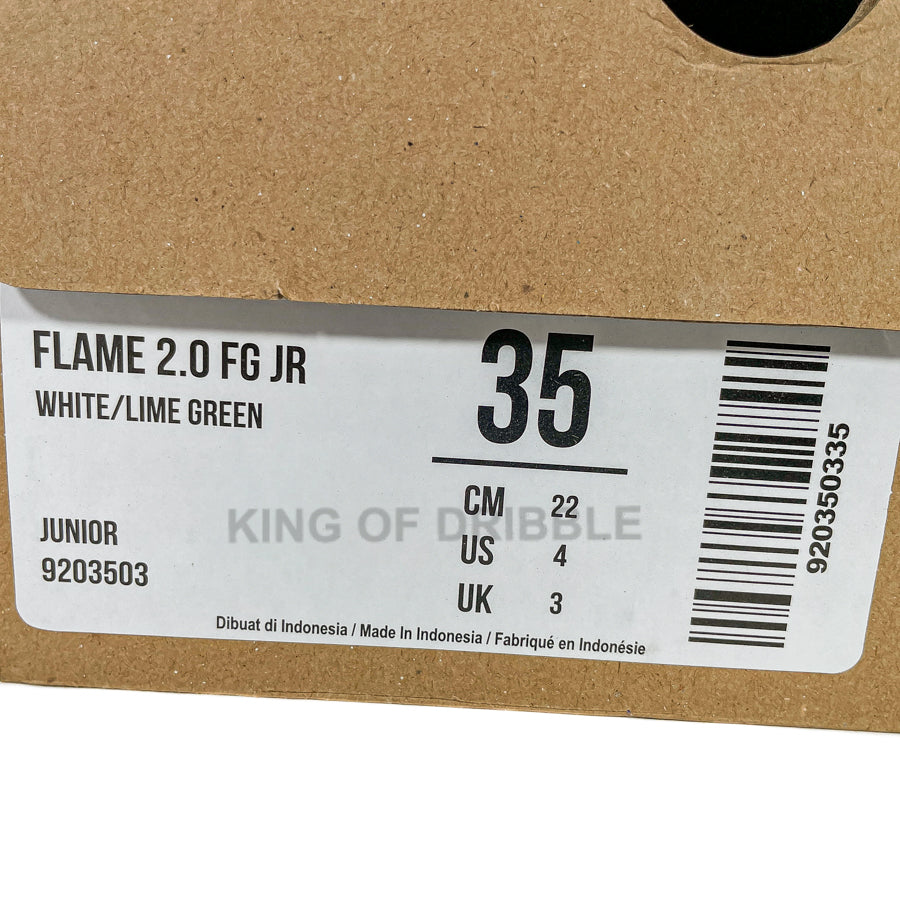 FLAME 2.0 FG JR
WHITE/LIME GREEN
JUNIOR
9203503
35
CM 22
US 4
UK 3
KING OF DRIBBLE
Dibuat di Indonesia / Made In Indonesia / Fabriqué en Indonésie
920350335